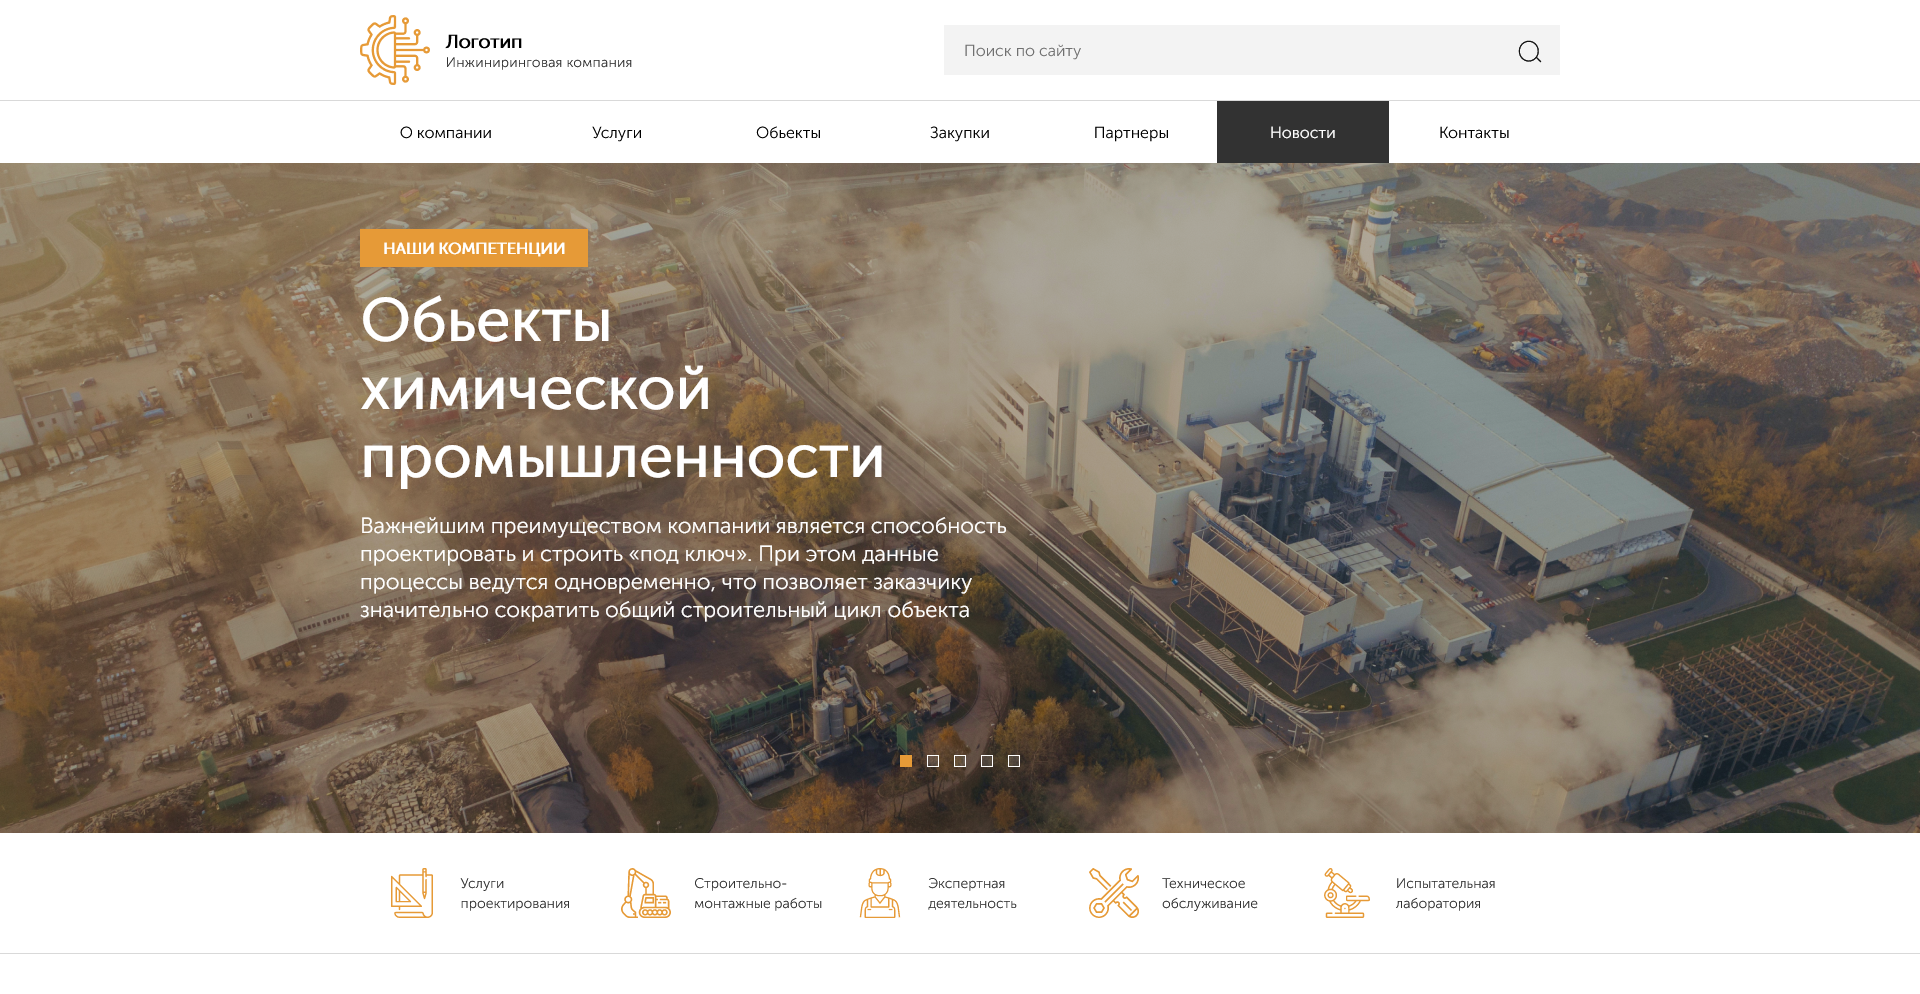 Логотип
Инжиниринговая компания
Поиск по сайту
О компании
Услуги
Обьекты
Закупки
Партнеры
Новости
Контакты
НАШИ КОМПЕТЕНЦИИ
Обьекты
химической
промышленности
Важнейшим преимуществом компании является способность
проектировать и строить «под ключ». При этом данные
процессы ведутся одновременно, что позволяет заказчику
значительно сократить общий строительный цикл объекта
Услуги
проектирования
Строительно-
монтажные работы
Экспертная
деятельность
Техническое
обслуживание
Испытательная
лаборатория